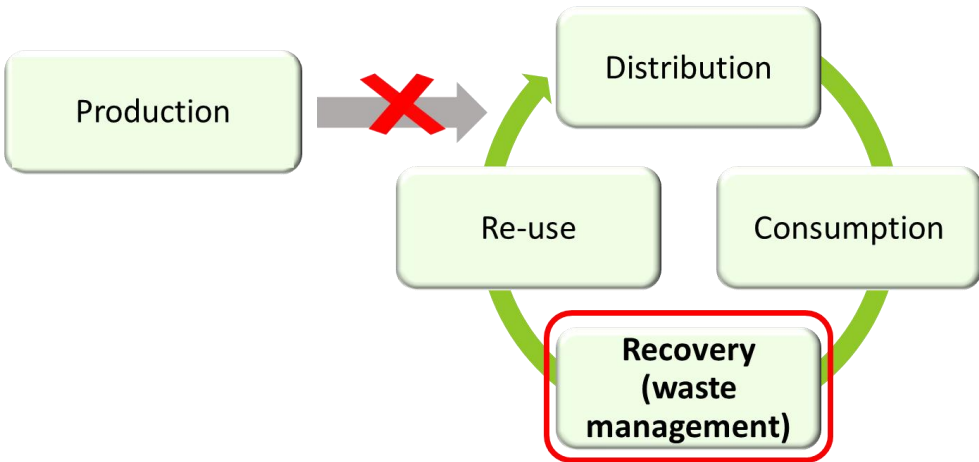 Production
Distribution
Re-use
Consumption
Recovery
(waste
management)